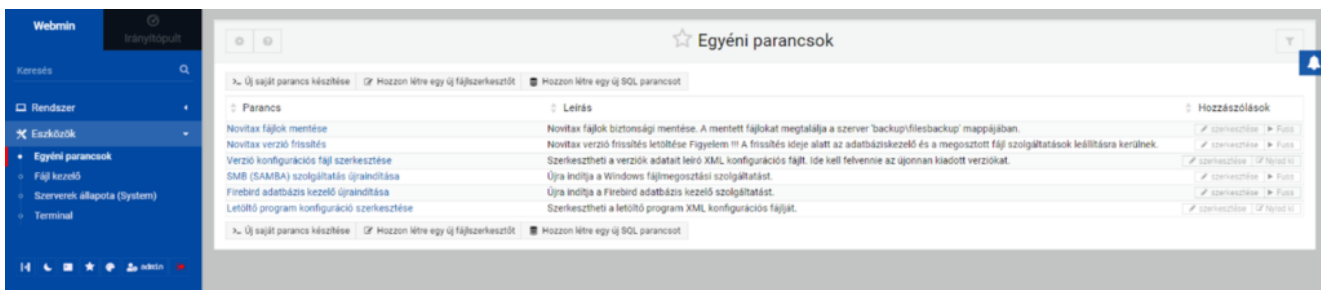 Webmin
Irányítópult
Keresés
Rendszer
Eszközök
Egyéni parancsok
Fájl kezelő
Szerverek állapota (System)
Terminal
admin
Egyéni parancsok
Új saját parancs készítése Hozzon létre egy új fájlszerkesztőt Hozzon létre egy új SQL parancsot
Parancs Leírás Hozzászólások
Novitax fájlok mentése Novitax fájlok biztonsági mentése. A mentett fájlokat megtalálja a szerver 'backup\filesbackup' mappájában. szerkesztése Fuss
Novitax verzió frissítés Novitax verzió frissítés letöltése Figyelem !!! A frissítés ideje alatt az adatbáziskezelő és a megosztott fájl szolgáltatások leállításra kerülnek. szerkesztése Fuss
Verzió konfigurációs fájl szerkesztése Szerkesztheti a verziók adatait leíró XML konfigurációs fájlt. Ide kell felvennie az újonnan kiadott verziókat. szerkesztése Nyisd ki
SMB (SAMBA) szolgáltatás újraindítása Újra indítja a Windows fájlmegosztási szolgáltatást. szerkesztése Fuss
Firebird adatbázis kezelő újraindítása Újra indítja a Firebird adatbázis kezelő szolgáltatást. szerkesztése Fuss
Letöltő program konfiguráció szerkesztése Szerkesztheti a letöltő program XML konfigurációs fájlját. szerkesztése Nyisd ki
Új saját parancs készítése Hozzon létre egy új fájlszerkesztőt Hozzon létre egy új SQL parancsot